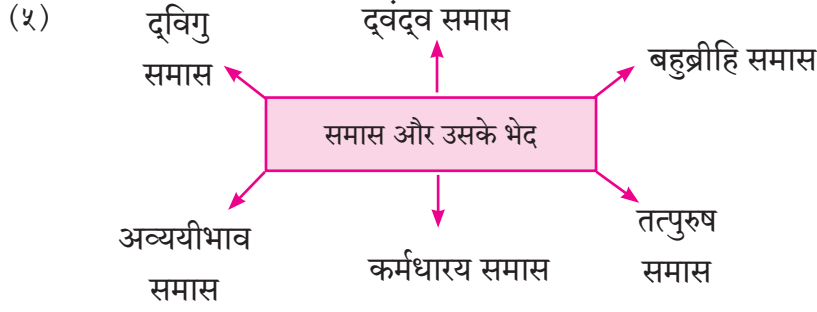 (५)
द्‌विगु
समास
द्‌वंद्‌व समास
बहुब्रीहि समास
समास और उसके भेद
अव्ययीभाव
समास
कर्मधारय समास
तत्पुरुष
समास